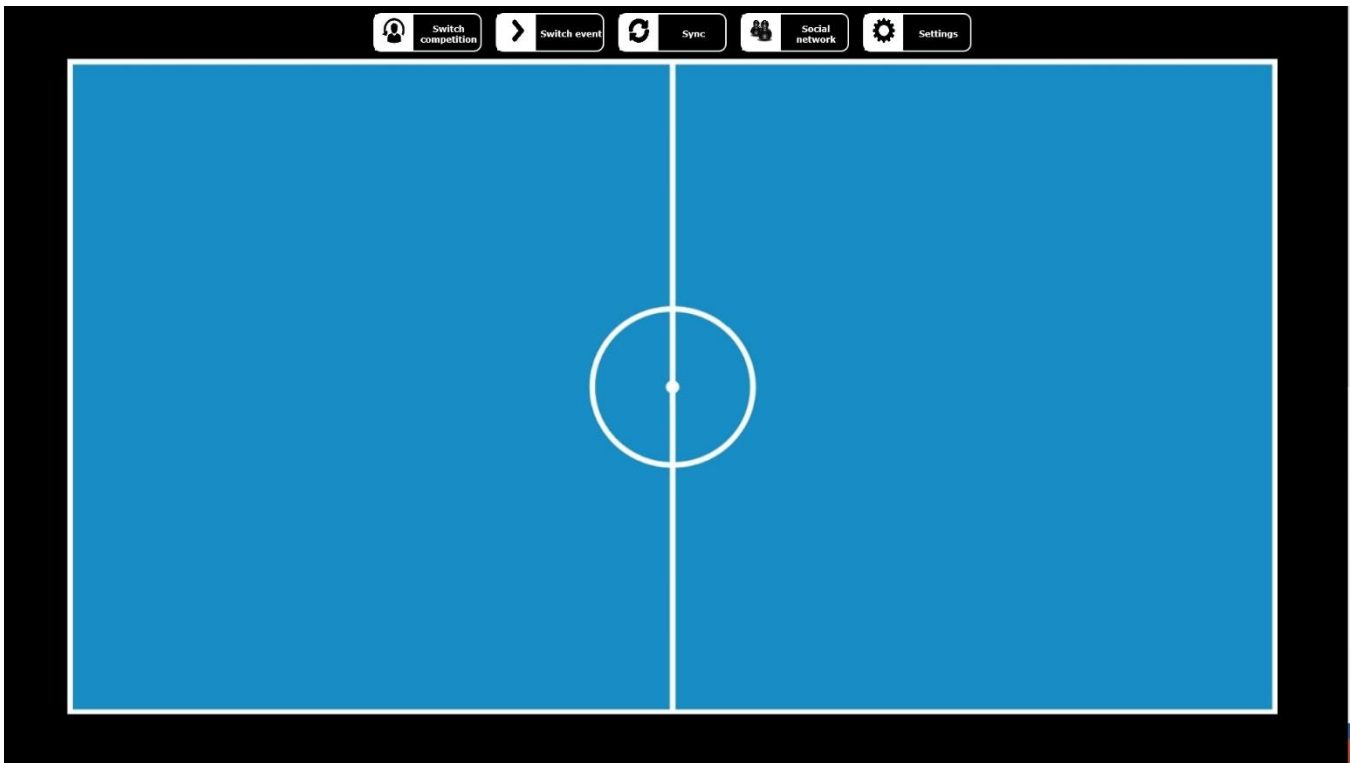 Switch
competition
Switch event
Sync
Social
network
Settings